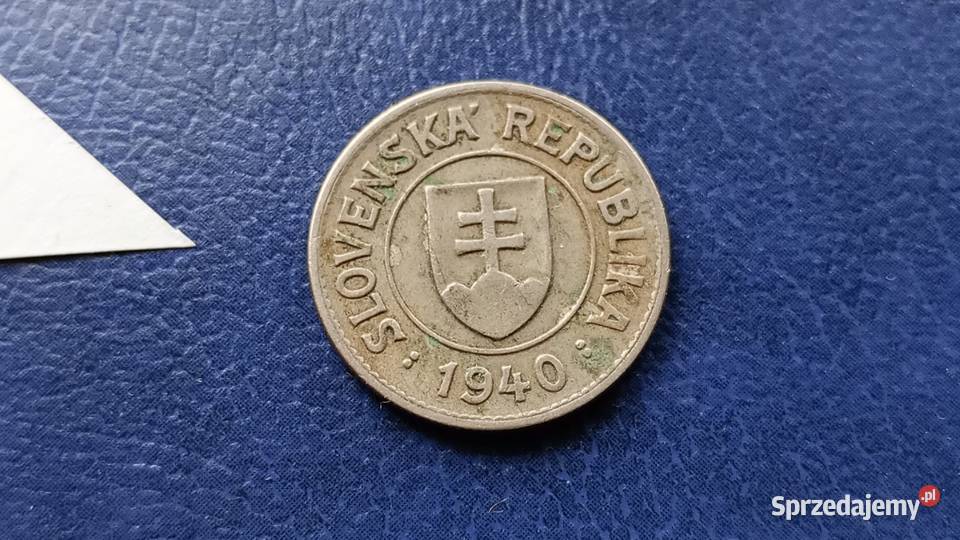 SLOVENSKÁ REPUBLIKA
1940
Sprzedajemy.pl